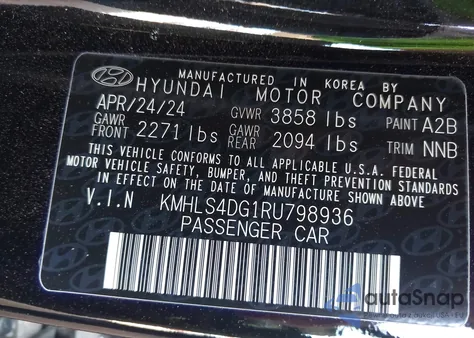 MANUFACTURED IN KOREA BY
HYUNDAI MOTOR COMPANY
APR/24/24 GVWR 3858 lbs PAINT A2B
GAWR FRONT 2271 lbs GAWR REAR 2094 lbs TRIM NNB
THIS VEHICLE CONFORMS TO ALL APPLICABLE U.S.A. FEDERAL
MOTOR VEHICLE SAFETY, BUMPER, AND THEFT PREVENTION STANDARDS
IN EFFECT ON THE DATE OF MANUFACTURE SHOWN ABOVE.
V.I.N KMHLS4DG1RU798936
PASSENGER CAR
autoSnap